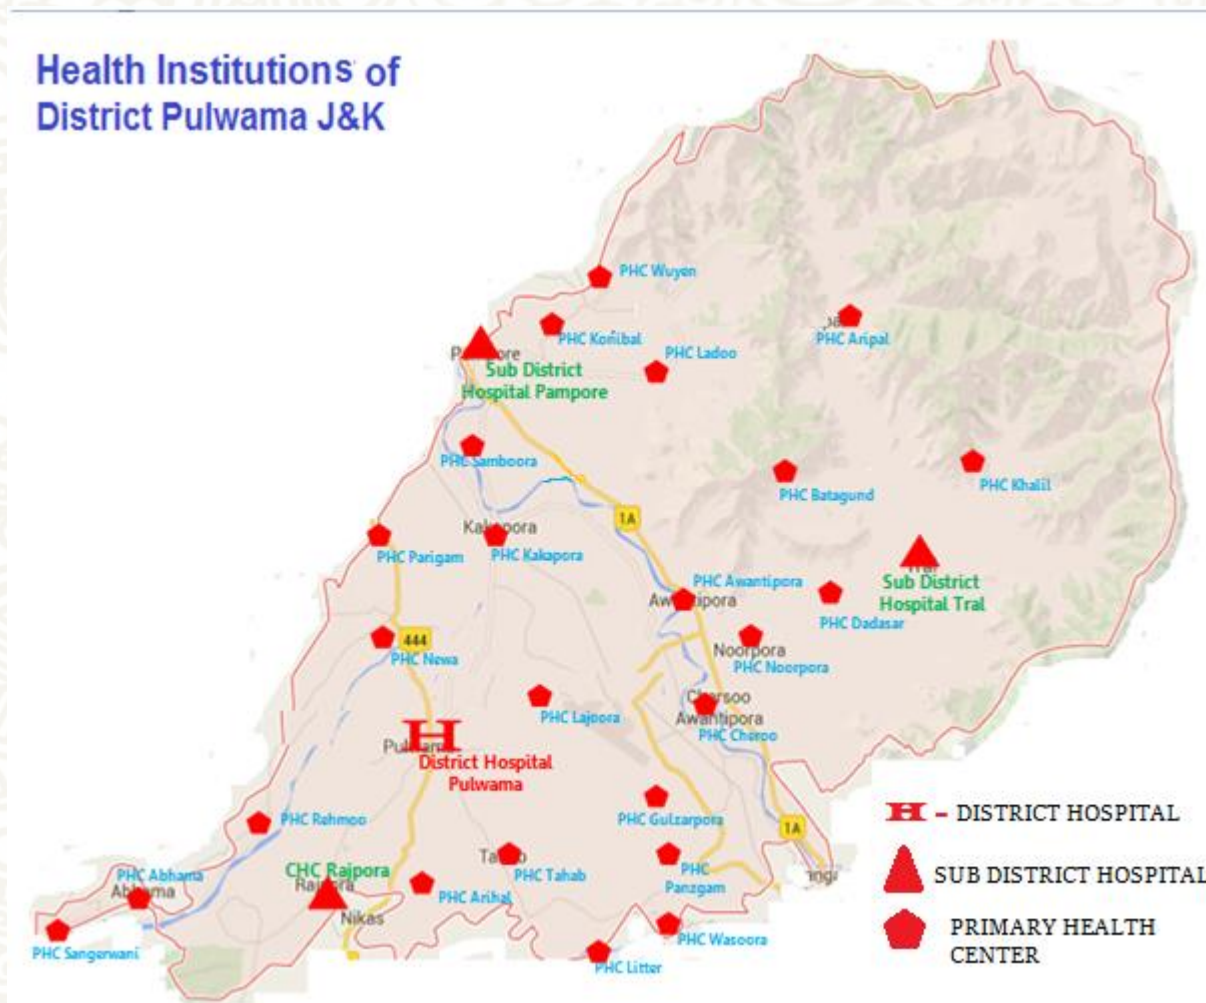 Health Institutions of
District Pulwama J&K
PHC Wuyen
PHC Konibal
PHC Aripal
PHC Ladoo
Sub District
Hospital Pampore
PHC Samboora
PHC Batagund
PHC Khalil
1A
PHC Parigam
PHC Kakapora
PHC Awantipora
Sub District
Hospital Tral
PHC Dadasar
444
PHC Newa
Noorpora
PHC Noorpora
PHC Lajoora
Awantipora
PHC Cheroo
District Hospital
Pulwama
PHC Gulzarpora
PHC Rehmoo
1A
H - DISTRICT HOSPITAL
CHC Rajpora
PHC Abhama
PHC Tahab
PHC
Panzgam
SUB DISTRICT HOSPITAL
PHC Arihal
Nikas
PHC Sangerwani
PHC Wasoora
PRIMARY HEALTH
CENTER
PHC Litter